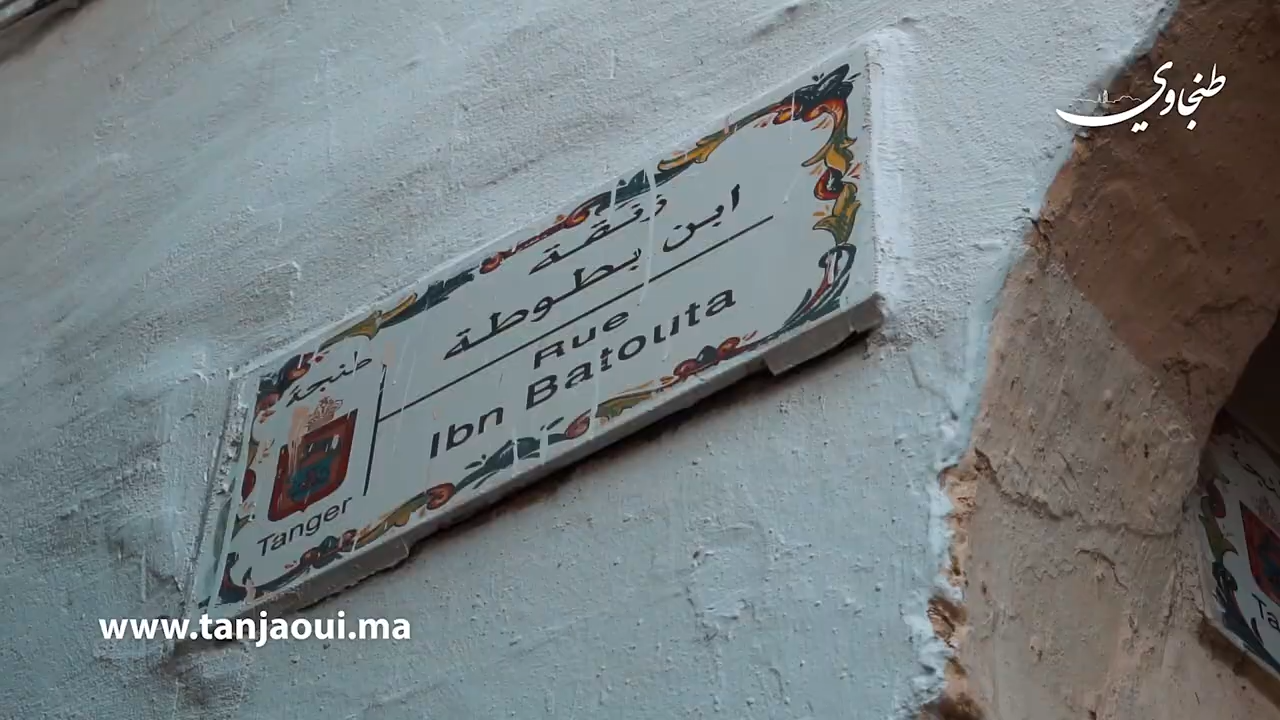 طنجاوي
زنقة
ابن بطوطة
Rue
Ibn Batouta
طنجة
Tanger
www.tanjaoui.ma